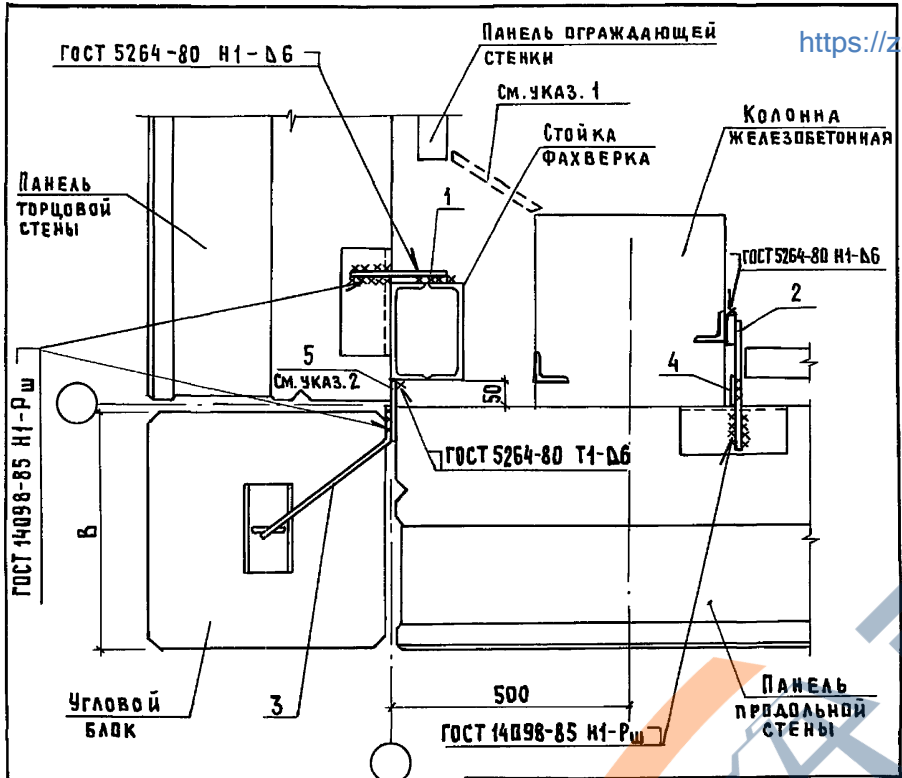 ГОСТ 5264-80 Н1-Δ6
ПАНЕЛЬ ОГРАЖДАЮЩЕЙ
СТЕНКИ
https://z
СМ. УКАЗ. 1
КОЛОННА
ЖЕЛЕЗОБЕТОННАЯ
СТОЙКА
ФАХВЕРКА
ПАНЕЛЬ
ТОРЦОВОЙ
СТЕНЫ
1
ГОСТ 5264-80 Н1-Δ6
2
5
СМ. УКАЗ. 2
4
50
ГОСТ 14098-85 Н1-Рш
ГОСТ 5264-80 Т1-Δ6
В
500
УГЛОВОЙ
БЛОК
3
ГОСТ 14098-85 Н1-Рш
ПАНЕЛЬ
ПРОДОЛЬНОЙ
СТЕНЫ